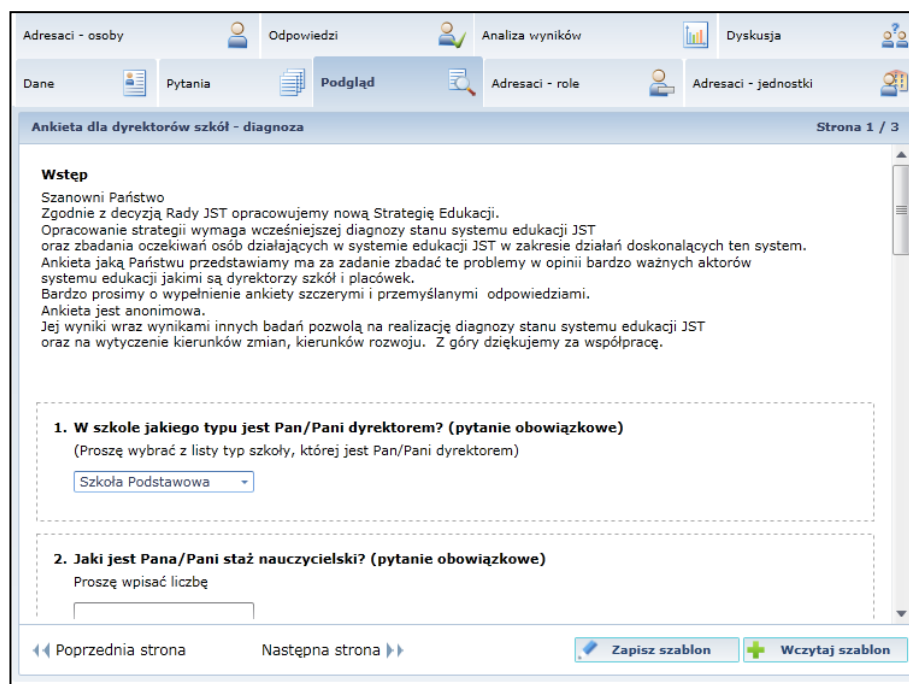 Adresaci - osoby
Odpowiedzi
Analiza wyników
Dyskusja
Dane
Pytania
Podgląd
Adresaci - role
Adresaci - jednostki
Ankieta dla dyrektorów szkół - diagnoza
Strona 1 / 3
Wstęp
Szanowni Państwo
Zgodnie z decyzją Rady JST opracowujemy nową Strategię Edukacji.
Opracowanie strategii wymaga wcześniejszej diagnozy stanu systemu edukacji JST
oraz zbadania oczekiwań osób działających w systemie edukacji JST w zakresie działań doskonalących ten system.
Ankieta jaką Państwu przedstawiamy ma za zadanie zbadać te problemy w opinii bardzo ważnych aktorów
systemu edukacji jakimi są dyrektorzy szkół i placówek.
Bardzo prosimy o wypełnienie ankiety szczerymi i przemyślanymi odpowiedziami.
Ankieta jest anonimowa.
Jej wyniki wraz wynikami innych badań pozwolą na realizację diagnozy stanu systemu edukacji JST
oraz na wytyczenie kierunków zmian, kierunków rozwoju. Z góry dziękujemy za współpracę.
1. W szkole jakiego typu jest Pan/Pani dyrektorem? (pytanie obowiązkowe)
(Proszę wybrać z listy typ szkoły, której jest Pan/Pani dyrektorem)
Szkoła Podstawowa
2. Jaki jest Pana/Pani staż nauczycielski? (pytanie obowiązkowe)
Proszę wpisać liczbę
Poprzednia strona
Następna strona
Zapisz szablon
Wczytaj szablon